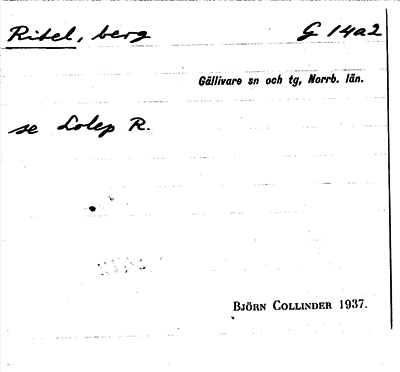 Ritel, berg G 14a2
Gällivare sn och tg, Norrb. län.
se Lolep R.
BJÖRN COLLINDER 1937.